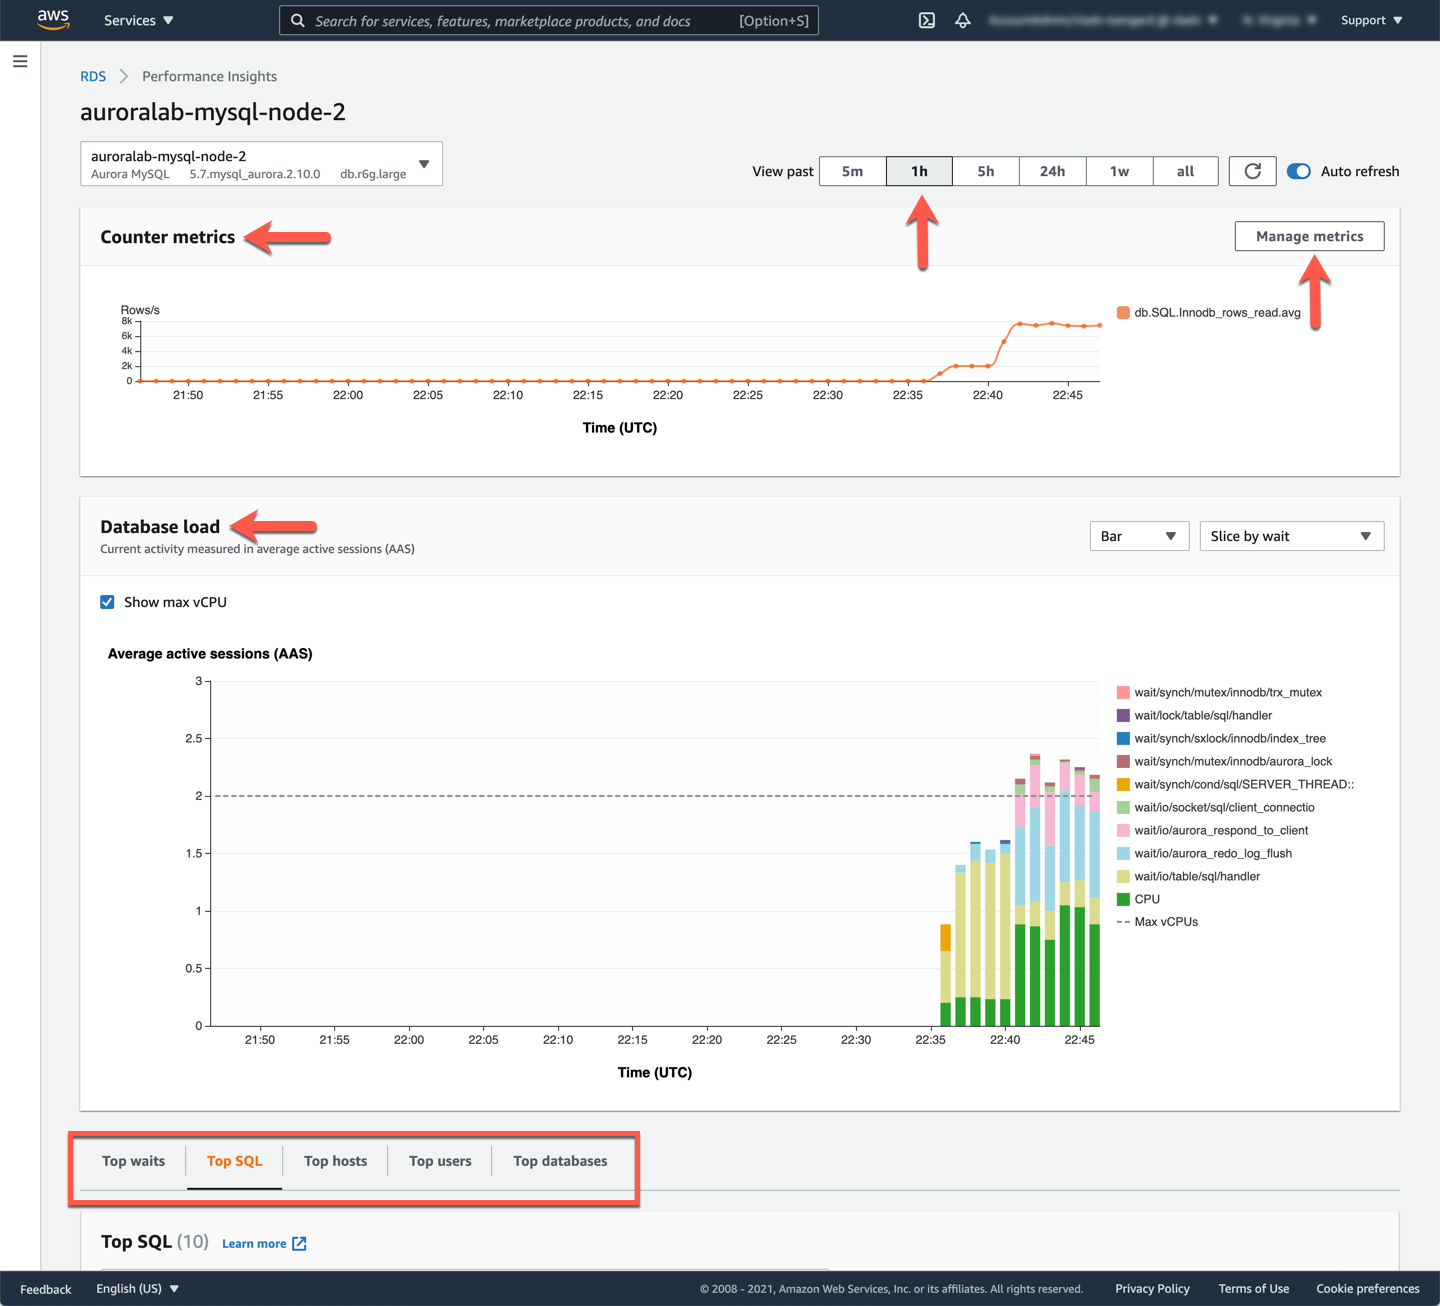 aws
Services
Search for services, features, marketplace products, and docs
[Option+S]
Support
RDS
Performance Insights
auroralab-mysql-node-2
auroralab-mysql-node-2
Aurora MySQL 5.7.mysql_aurora.2.10.0 db.r6g.large
View past
5m
1h
5h
24h
1w
all
Auto refresh
Counter metrics
Manage metrics
Rows/s
8k
6k
4k
2k
0
21:50 21:55 22:00 22:05 22:10 22:15 22:20 22:25 22:30 22:35 22:40 22:45
Time (UTC)
db.SQL.Innodb_rows_read.avg
Database load
Current activity measured in average active sessions (AAS)
Bar
Slice by wait
Show max vCPU
Average active sessions (AAS)
3
2.5
2
1.5
1
0.5
0
21:50 21:55 22:00 22:05 22:10 22:15 22:20 22:25 22:30 22:35 22:40 22:45
Time (UTC)
wait/synch/mutex/innodb/trx_mutex
wait/lock/table/sql/handler
wait/synch/sxlock/innodb/index_tree
wait/synch/mutex/innodb/aurora_lock
wait/synch/cond/sql/SERVER_THREAD::
wait/io/socket/sql/client_connectio
wait/io/aurora_respond_to_client
wait/io/aurora_redo_log_flush
wait/io/table/sql/handler
CPU
Max vCPUs
Top waits
Top SQL
Top hosts
Top users
Top databases
Top SQL (10)
Learn more
Feedback
English (US)
© 2008 - 2021, Amazon Web Services, Inc. or its affiliates. All rights reserved.
Privacy Policy
Terms of Use
Cookie preferences